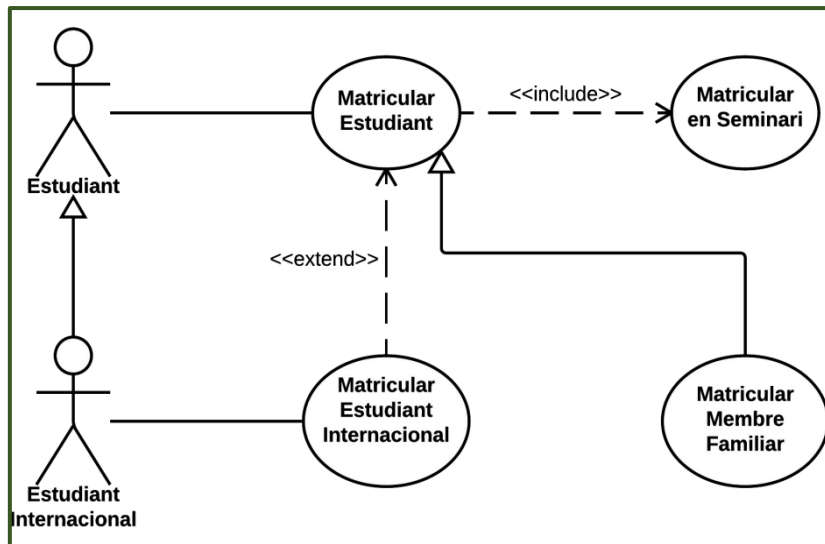 Matricular
Estudiant
<<include>>
Matricular
en Seminari
Estudiant
<<extend>>
Matricular
Estudiant
Internacional
Matricular
Membre
Familiar
Estudiant
Internacional